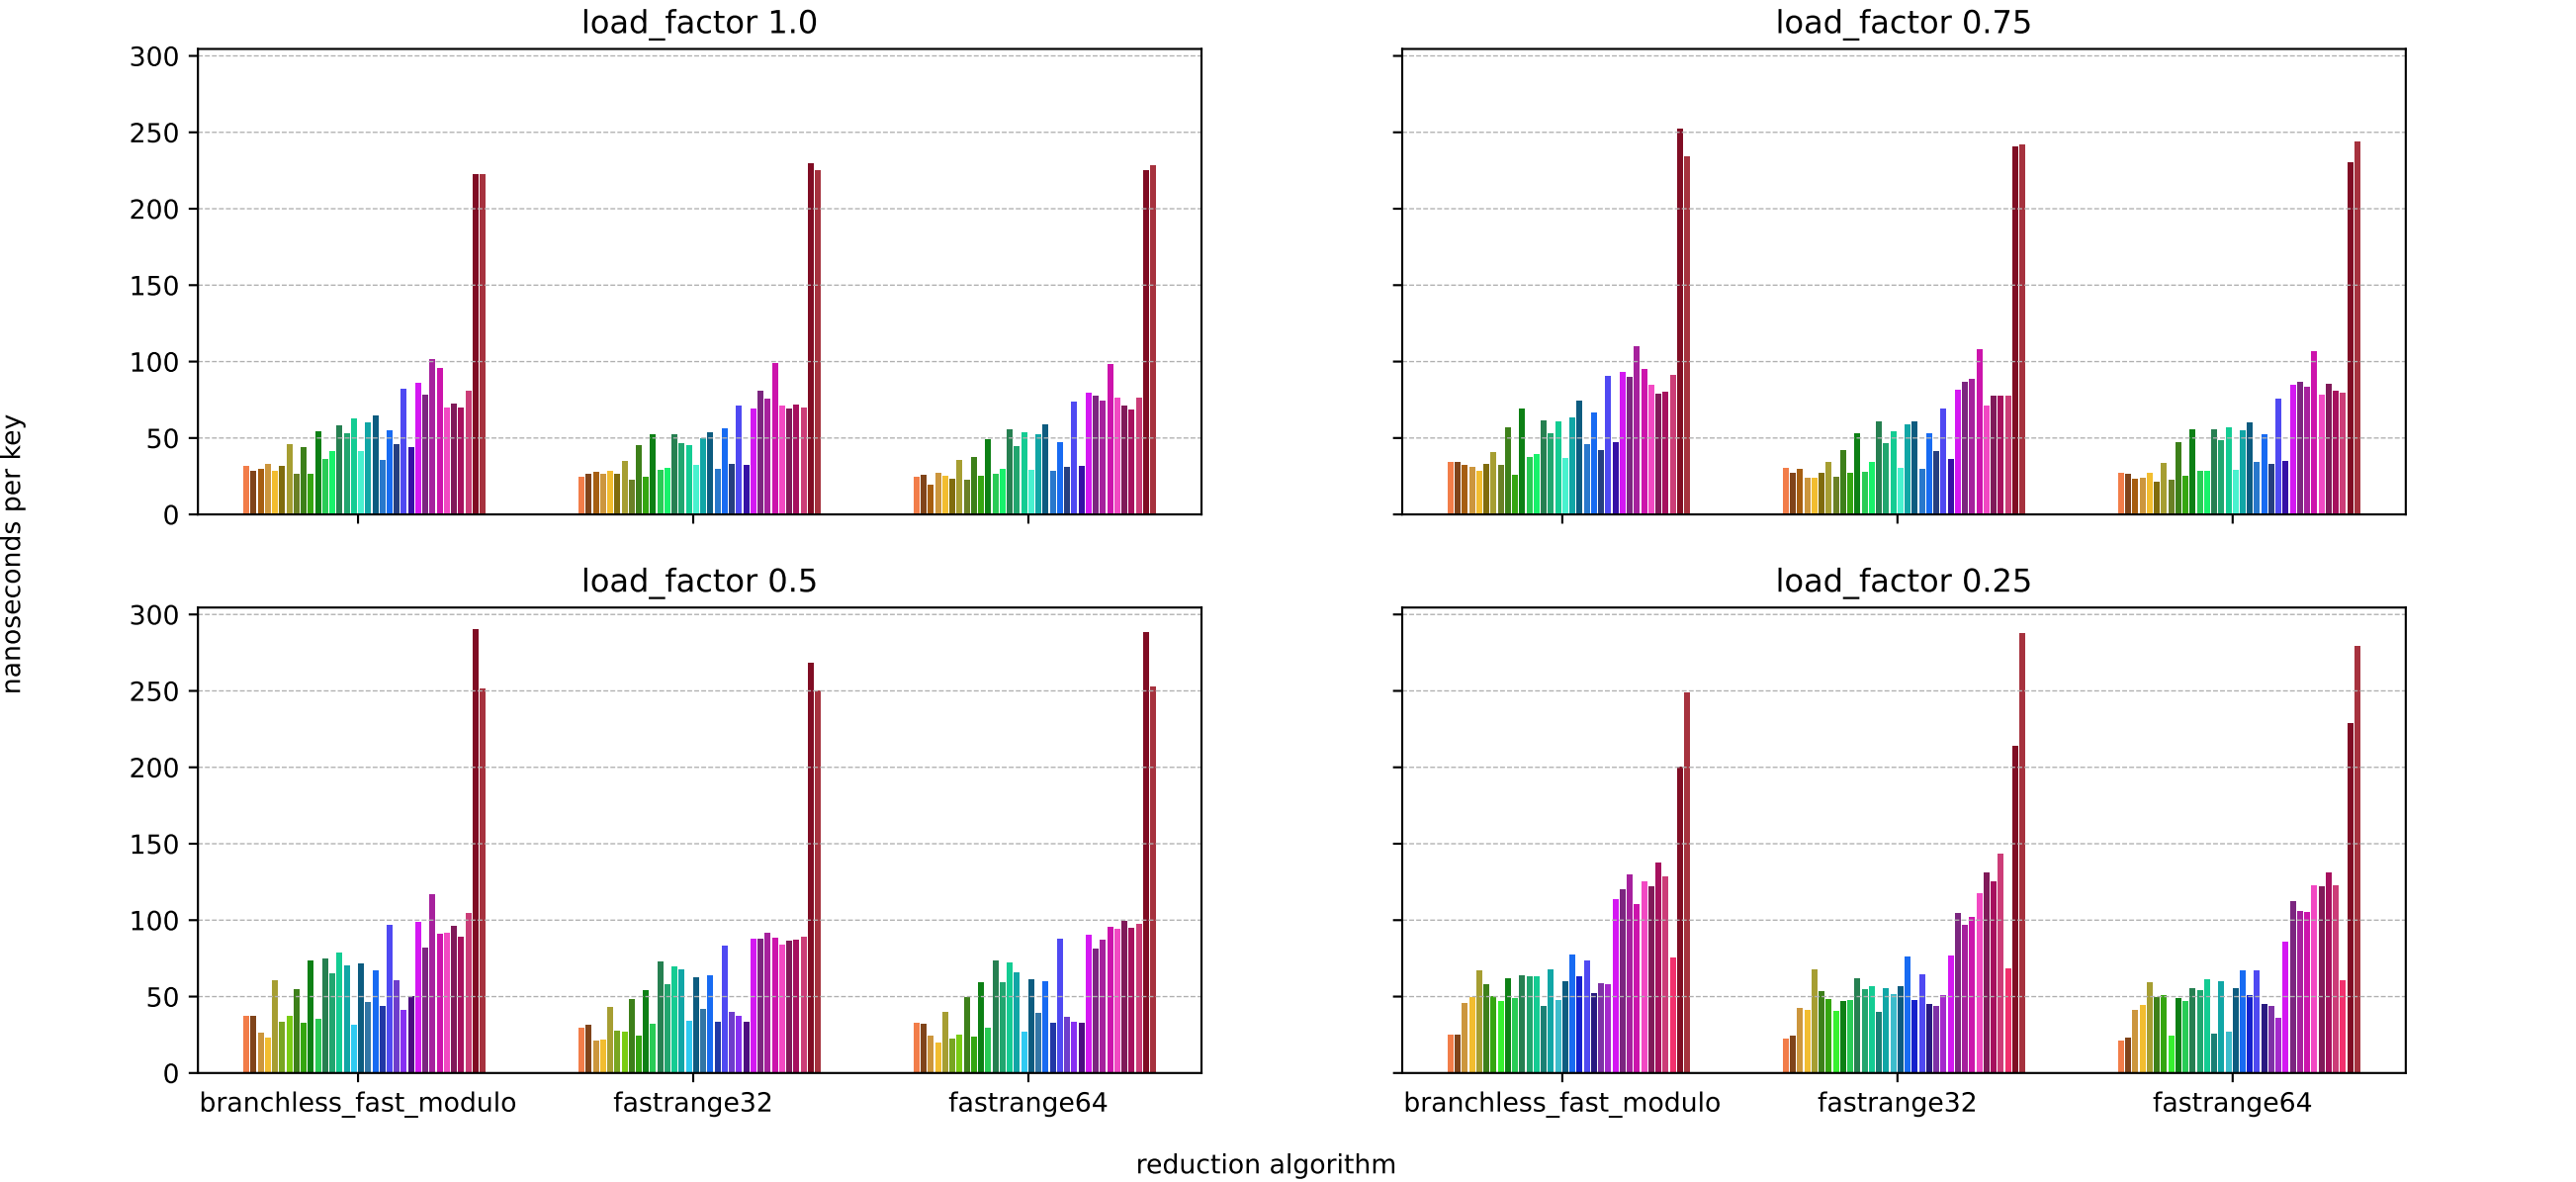 load_factor 1.0
load_factor 0.75
300
250
200
150
100
50
0
nanoseconds per key
load_factor 0.5
load_factor 0.25
300
250
200
150
100
50
0
branchless_fast_modulo fastrange32 fastrange64
branchless_fast_modulo fastrange32 fastrange64
reduction algorithm